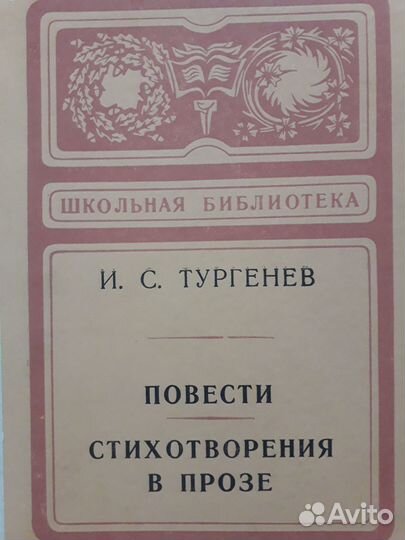 ШКОЛЬНАЯ БИБЛИОТЕКА
И. С. ТУРГЕНЕВ
ПОВЕСТИ
СТИХОТВОРЕНИЯ
В ПРОЗЕ
Avito